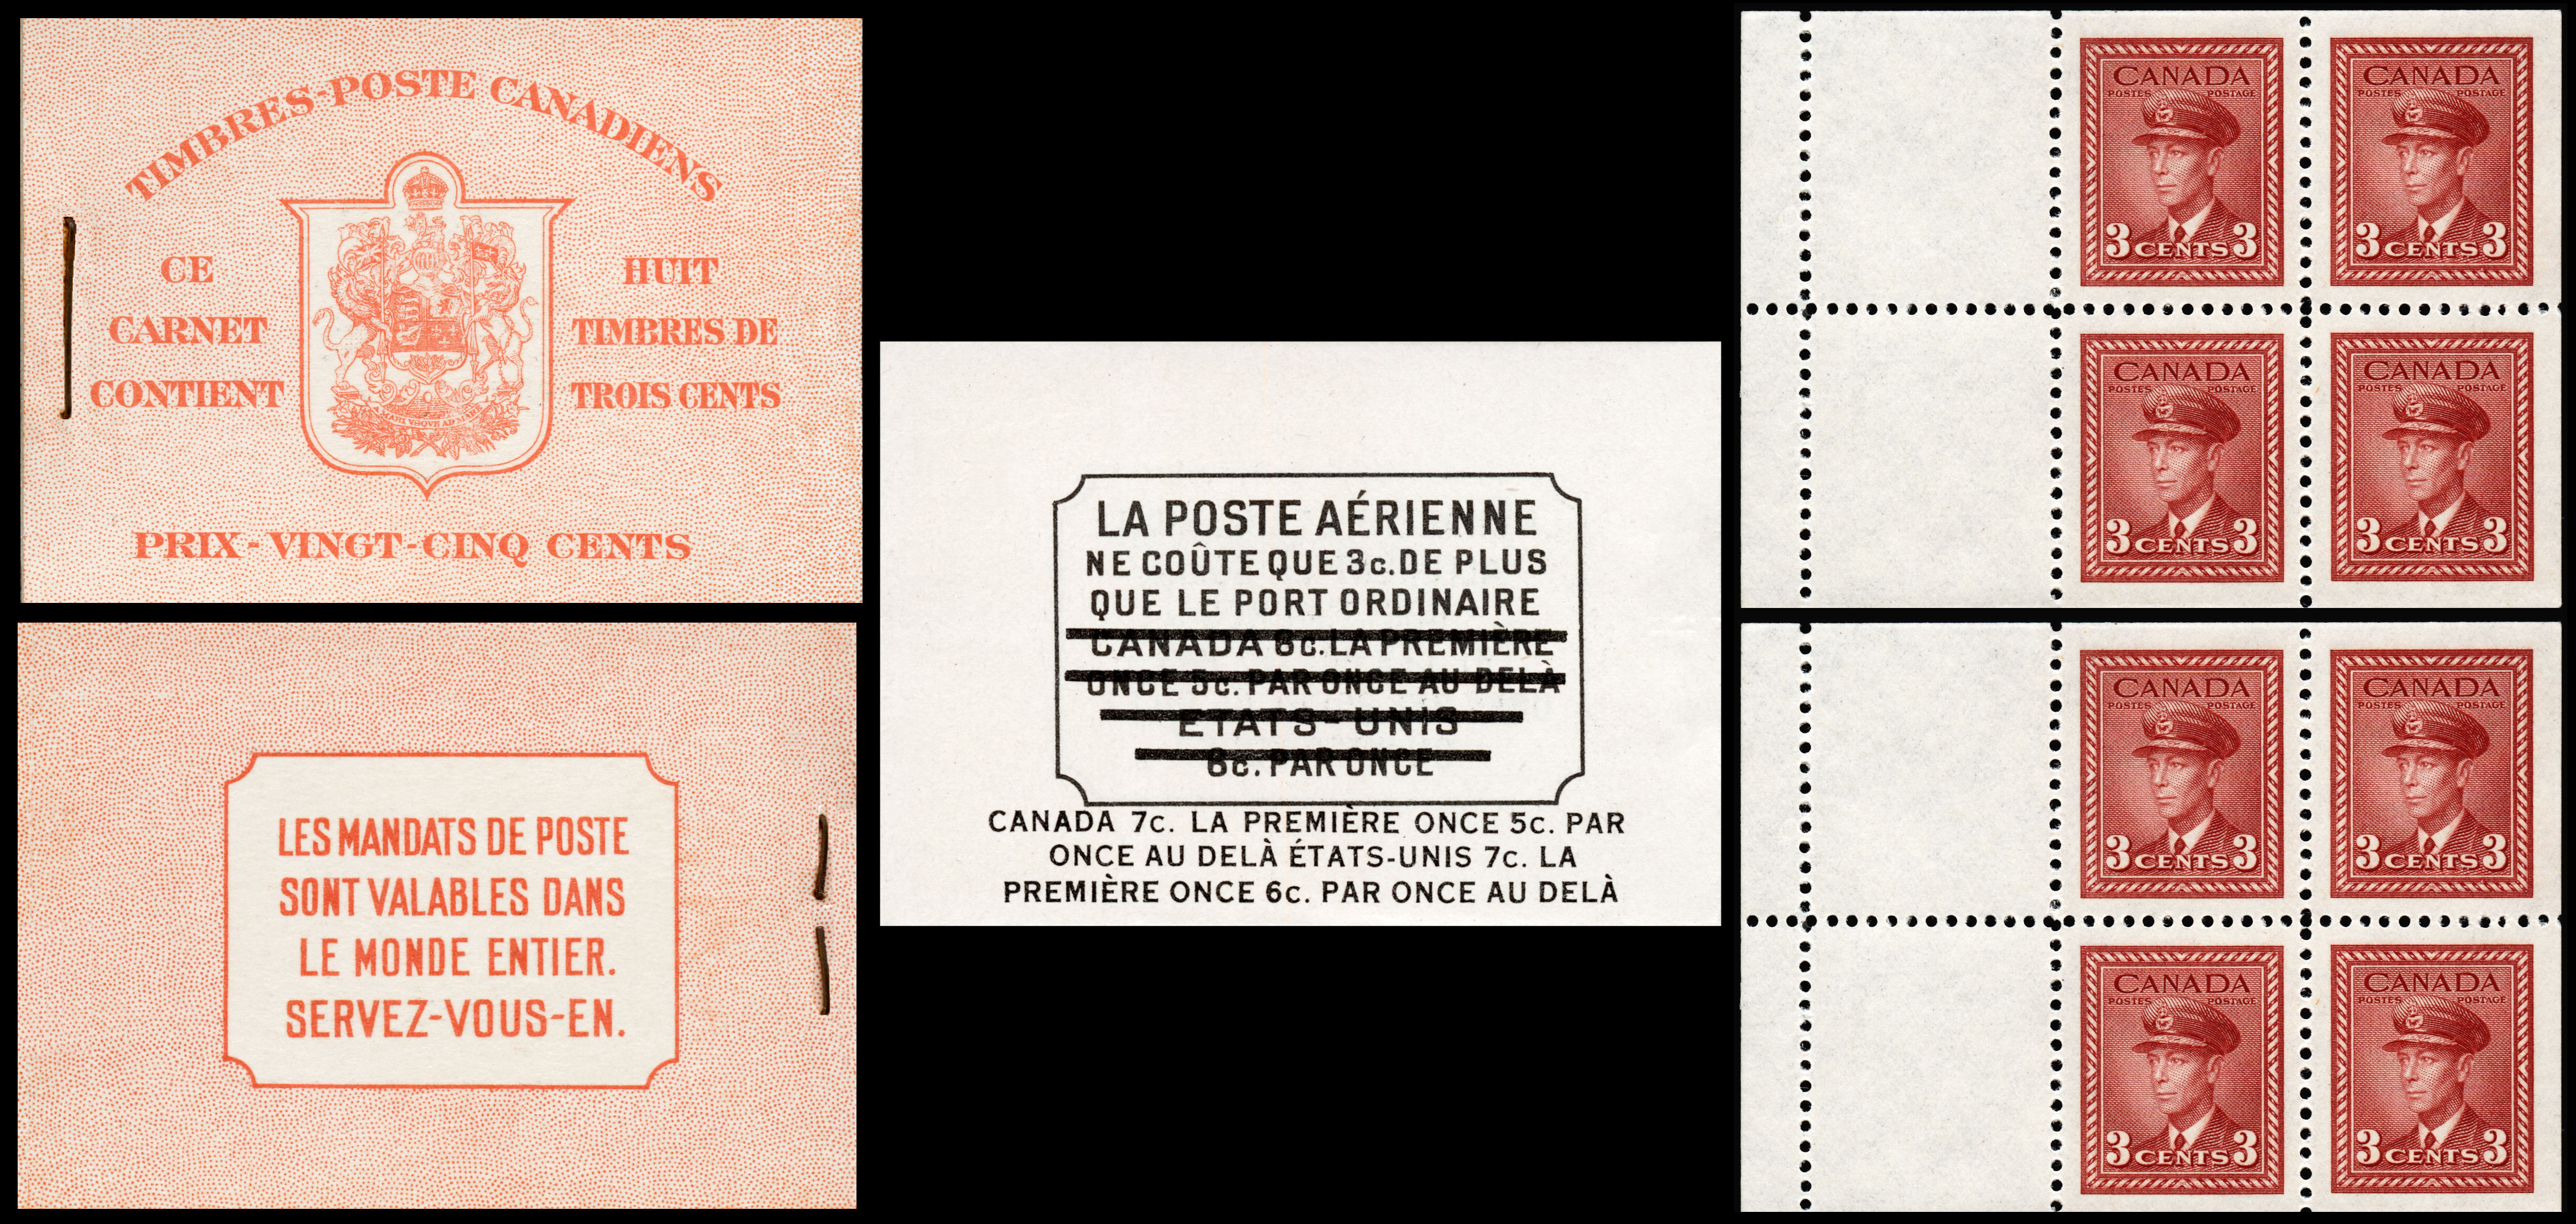 TIMBRES-POSTE CANADIENS
CE
CARNET
CONTIENT
HUIT
TIMBRES DE
TROIS CENTS
PRIX - VINGT - CINQ CENTS
LES MANDATS DE POSTE
SONT VALABLES DANS
LE MONDE ENTIER.
SERVEZ-VOUS-EN.
LA POSTE AÉRIENNE
NE COÛTE QUE 3c. DE PLUS
QUE LE PORT ORDINAIRE
CANADA 6c. LA PREMIÈRE
ONCE 5c. PAR ONCE AU DELÀ
ETATS-UNIS
6c. PAR ONCE
CANADA 7c. LA PREMIÈRE ONCE 5c. PAR
ONCE AU DELÀ ÉTATS-UNIS 7c. LA
PREMIÈRE ONCE 6c. PAR ONCE AU DELÀ
CANADA
POSTES POSTAGE
3 CENTS 3
CANADA
POSTES POSTAGE
3 CENTS 3
CANADA
POSTES POSTAGE
3 CENTS 3
CANADA
POSTES POSTAGE
3 CENTS 3
CANADA
POSTES POSTAGE
3 CENTS 3
CANADA
POSTES POSTAGE
3 CENTS 3
CANADA
POSTES POSTAGE
3 CENTS 3
CANADA
POSTES POSTAGE
3 CENTS 3